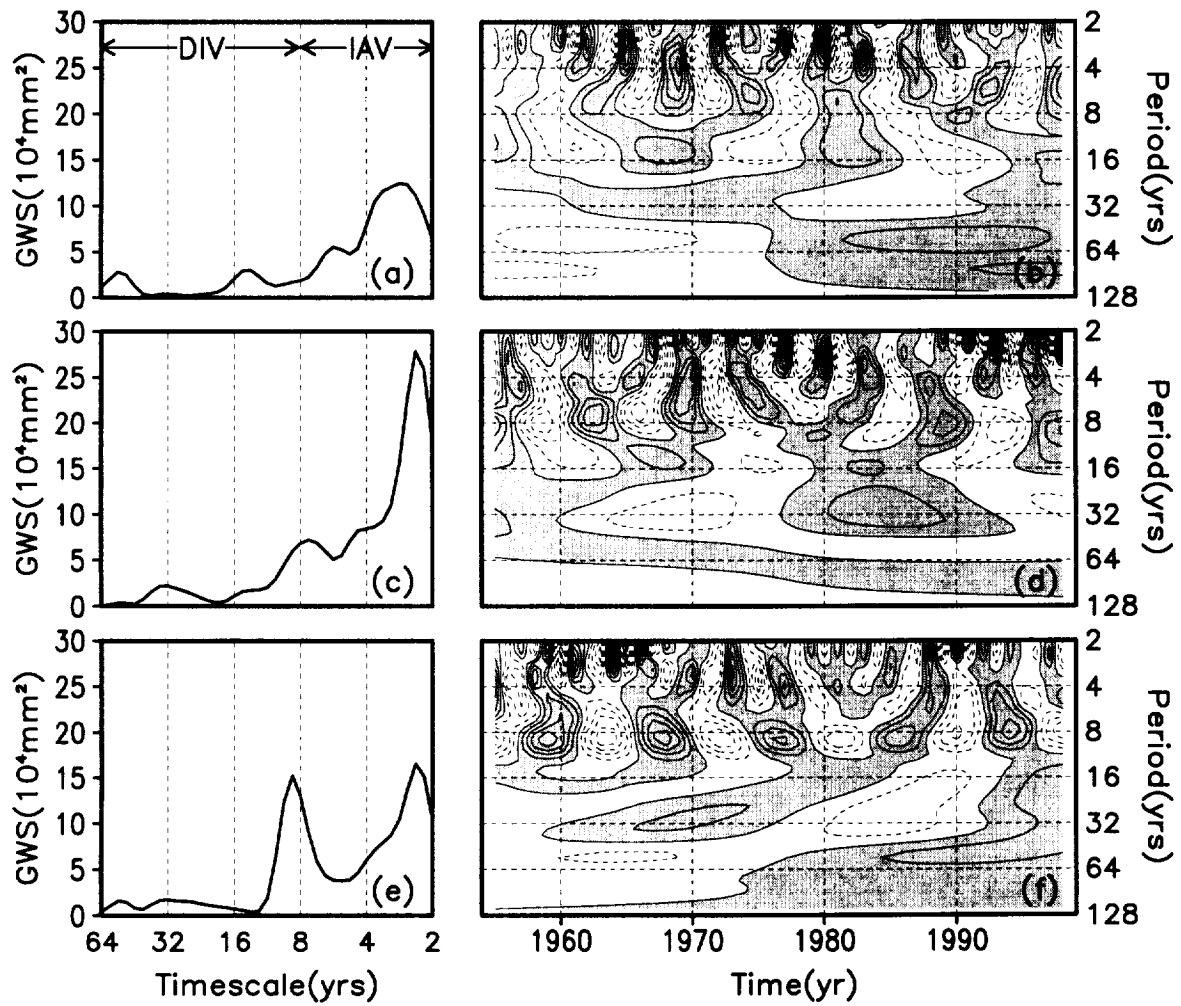 30
25
20
15
10
5
0
GWS(10⁴mm²)
DIV
IAV
(a)
2
4
8
16
32
64
128
Period(yrs)
(b)
30
25
20
15
10
5
0
GWS(10⁴mm²)
(c)
2
4
8
16
32
64
128
Period(yrs)
(d)
30
25
20
15
10
5
0
GWS(10⁴mm²)
(e)
64 32 16 8 4 2
Timescale(yrs)
2
4
8
16
32
64
128
Period(yrs)
(f)
1960 1970 1980 1990
Time(yr)